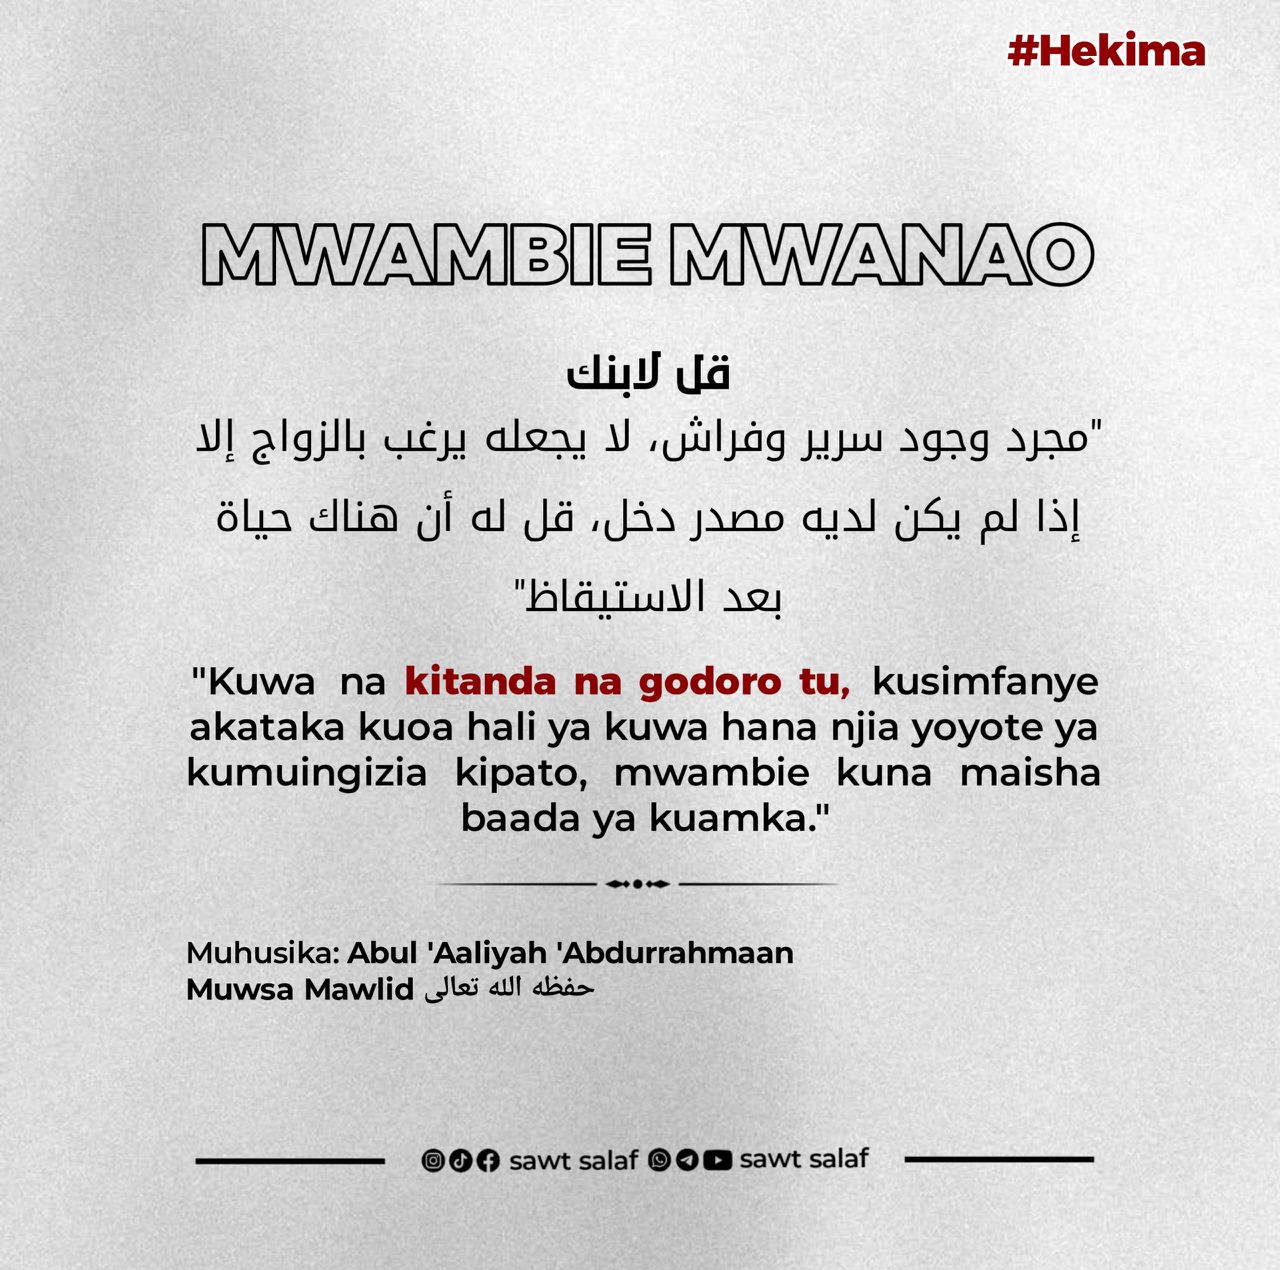 #Hekima
MWAMBIE MWANAO
قل لابنك
"مجرد وجود سرير وفراش، لا يجعله يرغب بالزواج إلا
إذا لم يكن لديه مصدر دخل، قل له أن هناك حياة
بعد الاستيقاظ"
"Kuwa na kitanda na godoro tu, kusimfanye
akataka kuoa hali ya kuwa hana njia yoyote ya
kumuingizia kipato, mwambie kuna maisha
baada ya kuamka."
Muhusika: Abul 'Aaliyah 'Abdurrahmaan
Muwsa Mawlid حفظه الله تعالى
sawt salaf sawt salaf